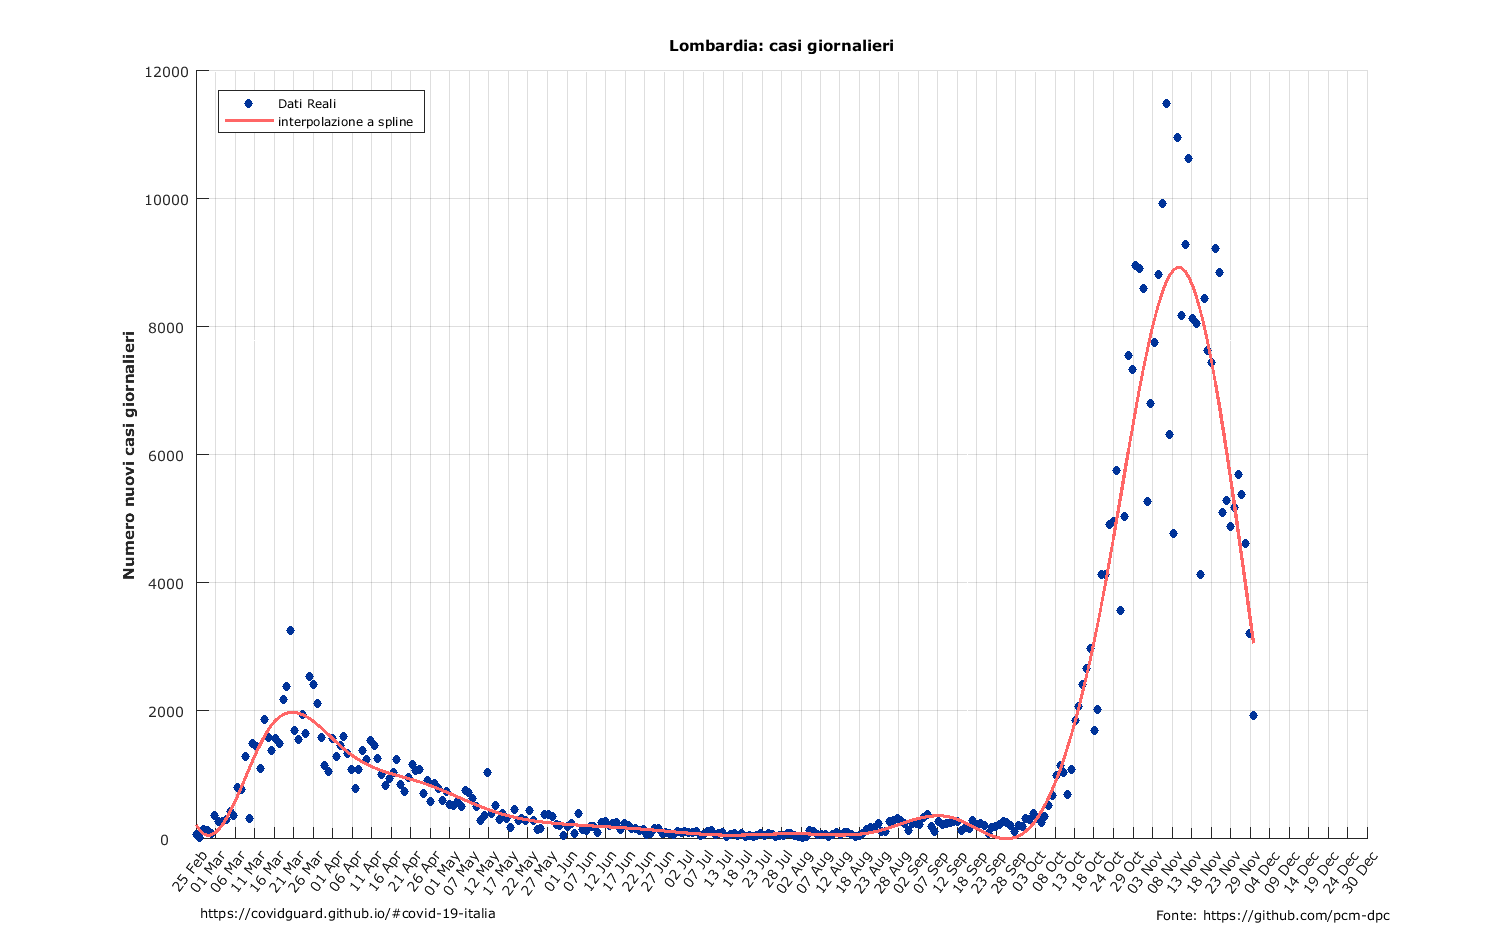 Lombardia: casi giornalieri
Dati Reali
interpolazione a spline
Numero nuovi casi giornalieri
12000
10000
8000
6000
4000
2000
0
25 Feb
01 Mar
06 Mar
11 Mar
16 Mar
21 Mar
26 Mar
01 Apr
06 Apr
11 Apr
16 Apr
21 Apr
26 Apr
01 May
07 May
12 May
17 May
22 May
27 May
01 Jun
07 Jun
12 Jun
17 Jun
22 Jun
27 Jun
02 Jul
07 Jul
13 Jul
18 Jul
23 Jul
28 Jul
02 Aug
07 Aug
12 Aug
18 Aug
23 Aug
28 Aug
02 Sep
07 Sep
12 Sep
18 Sep
23 Sep
28 Sep
03 Oct
08 Oct
13 Oct
18 Oct
24 Oct
29 Oct
03 Nov
08 Nov
13 Nov
18 Nov
23 Nov
29 Nov
04 Dec
09 Dec
14 Dec
19 Dec
24 Dec
30 Dec
https://covidguard.github.io/#covid-19-italia
Fonte: https://github.com/pcm-dpc